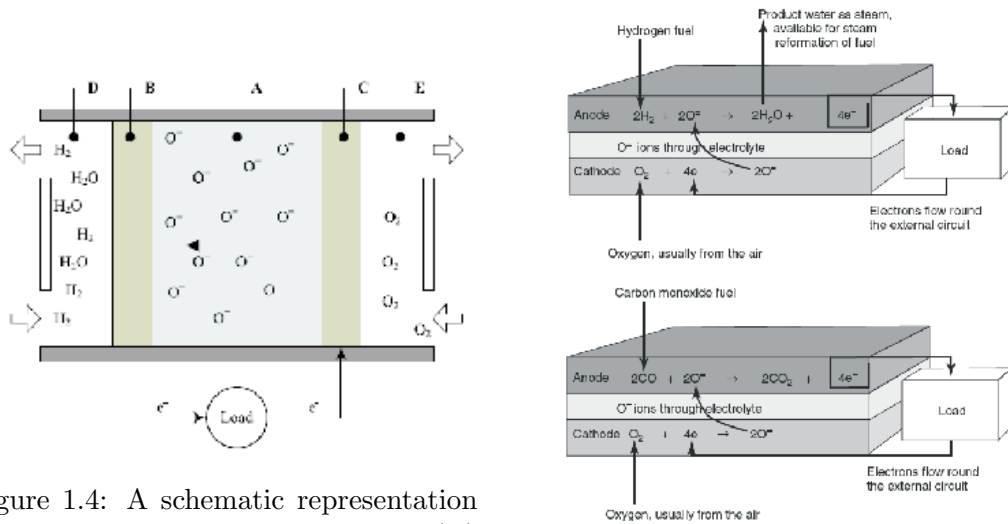 D B A C E
H₂
H₂O
H₂O
H₂
H₂O
H₂
H₂
O⁻
O⁻
O⁻
O⁻
O⁻
O⁻
O⁻
O⁻
O⁻
O⁻
O
O⁻
O₂
O₂
O₂
O₂
e⁻
Load
e⁻
gure 1.4: A schematic representation
Hydrogen fuel
Product water as steam,
available for steam
reformation of fuel
Anode 2H₂ + 2O⁼ → 2H₂O + 4e⁻
O⁼ ions through electrolyte
Cathode O₂ + 4e → 2O⁼
Load
Electrons flow round
the external circuit
Oxygen, usually from the air
Carbon monoxide fuel
Anode 2CO + 2O⁼ → 2CO₂ + 4e⁻
O⁼ ions through electrolyte
Cathode O₂ + 4e → 2O⁼
Load
Electrons flow round
the external circuit
Oxygen, usually from the air